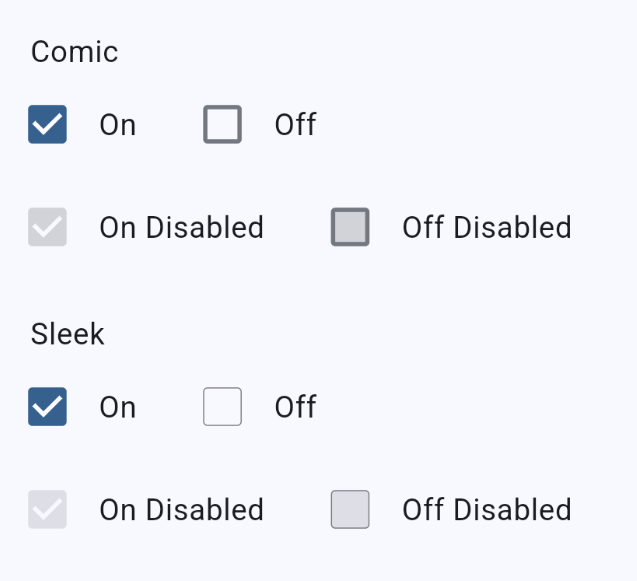 Comic
On Off
On Disabled Off Disabled
Sleek
On Off
On Disabled Off Disabled